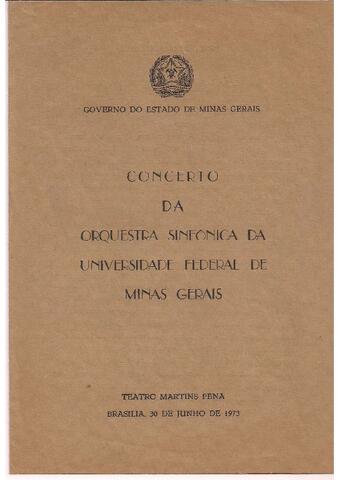 GOVERNO DO ESTADO DE MINAS GERAIS
CONCERTO
DA
ORQUESTRA SINFONICA DA
UNIVERSIDADE FEDERAL DE
MINAS GERAIS
TEATRO MARTINS PENA
BRASILIA, 30 DE JUNHO DE 1973